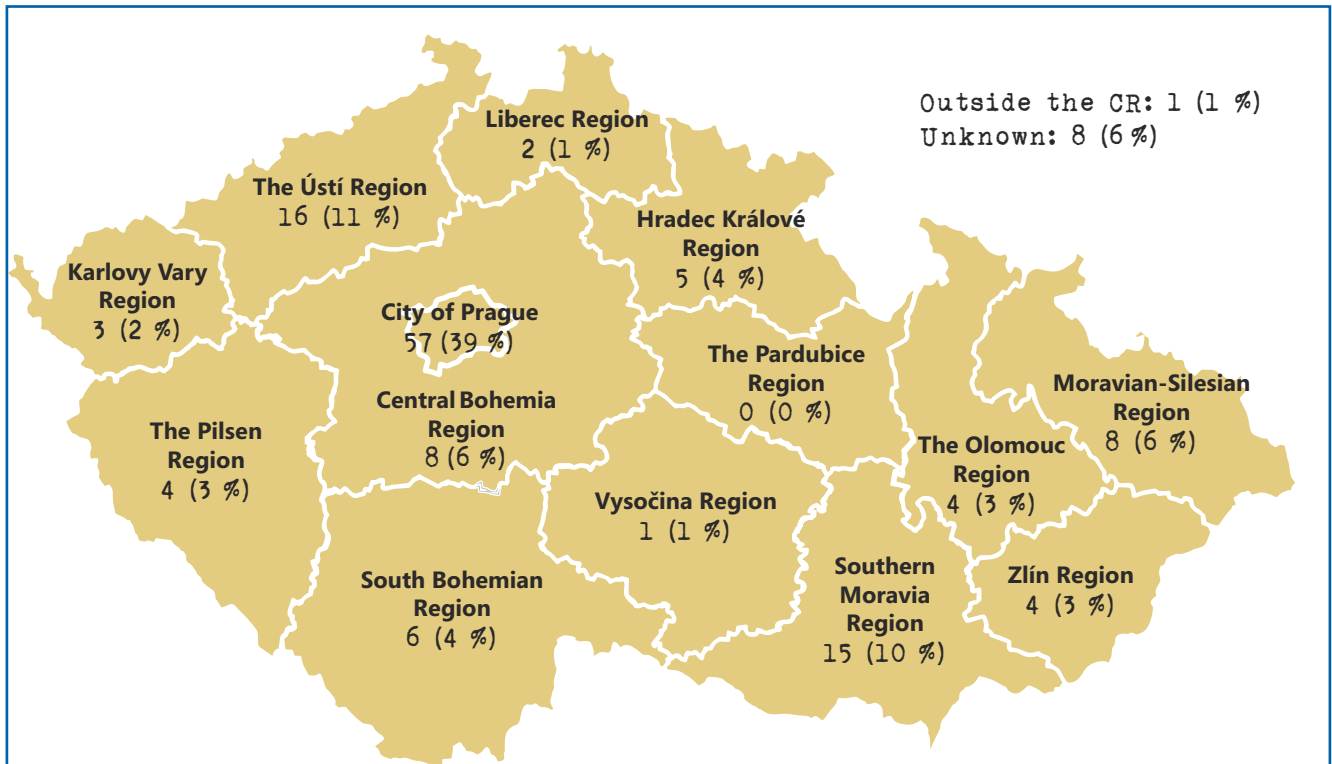 Outside the CR: 1 (1 %)
Unknown: 8 (6 %)
Liberec Region
2 (1 %)
The Ústí Region
16 (11 %)
Hradec Králové
Region
5 (4 %)
Karlovy Vary
Region
3 (2 %)
City of Prague
57 (39 %)
The Pardubice
Region
0 (0 %)
Moravian-Silesian
Region
8 (6 %)
Central Bohemia
Region
8 (6 %)
The Pilsen
Region
4 (3 %)
The Olomouc
Region
4 (3 %)
Vysočina Region
1 (1 %)
South Bohemian
Region
6 (4 %)
Southern
Moravia
Region
15 (10 %)
Zlín Region
4 (3 %)